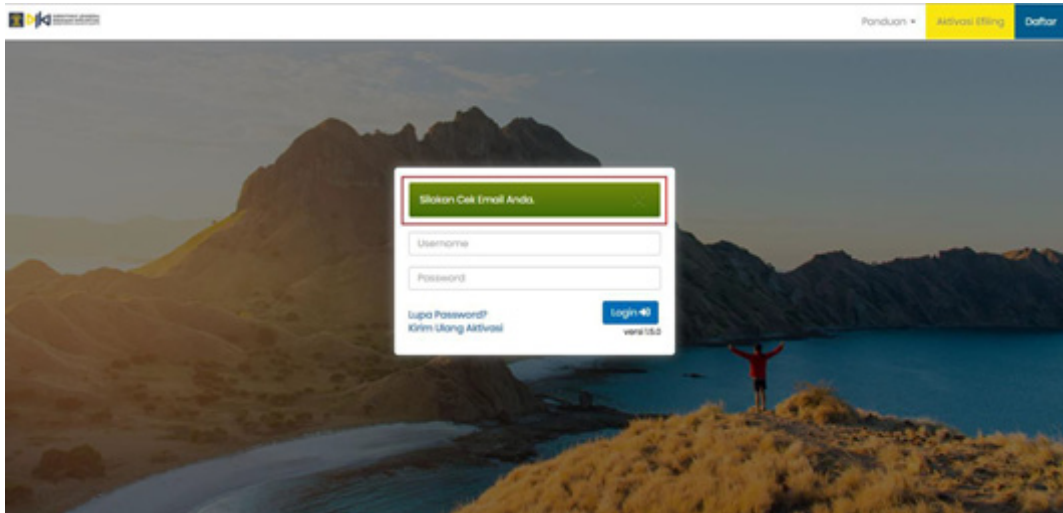 Panduan
Aktivasi Efiling
Daftar
Silakan Cek Email Anda.
Username
Password
Lupa Password?
Kirim Ulang Aktivasi
Login
versi 1.5.0